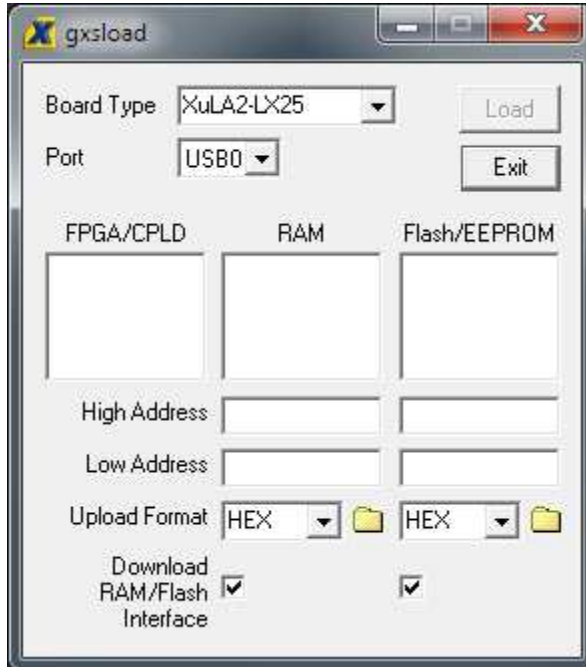 gxsload
Board Type XuLA2-LX25 Load
Port USB0 Exit
FPGA/CPLD RAM Flash/EEPROM
High Address
Low Address
Upload Format HEX HEX
Download
RAM/Flash
Interface